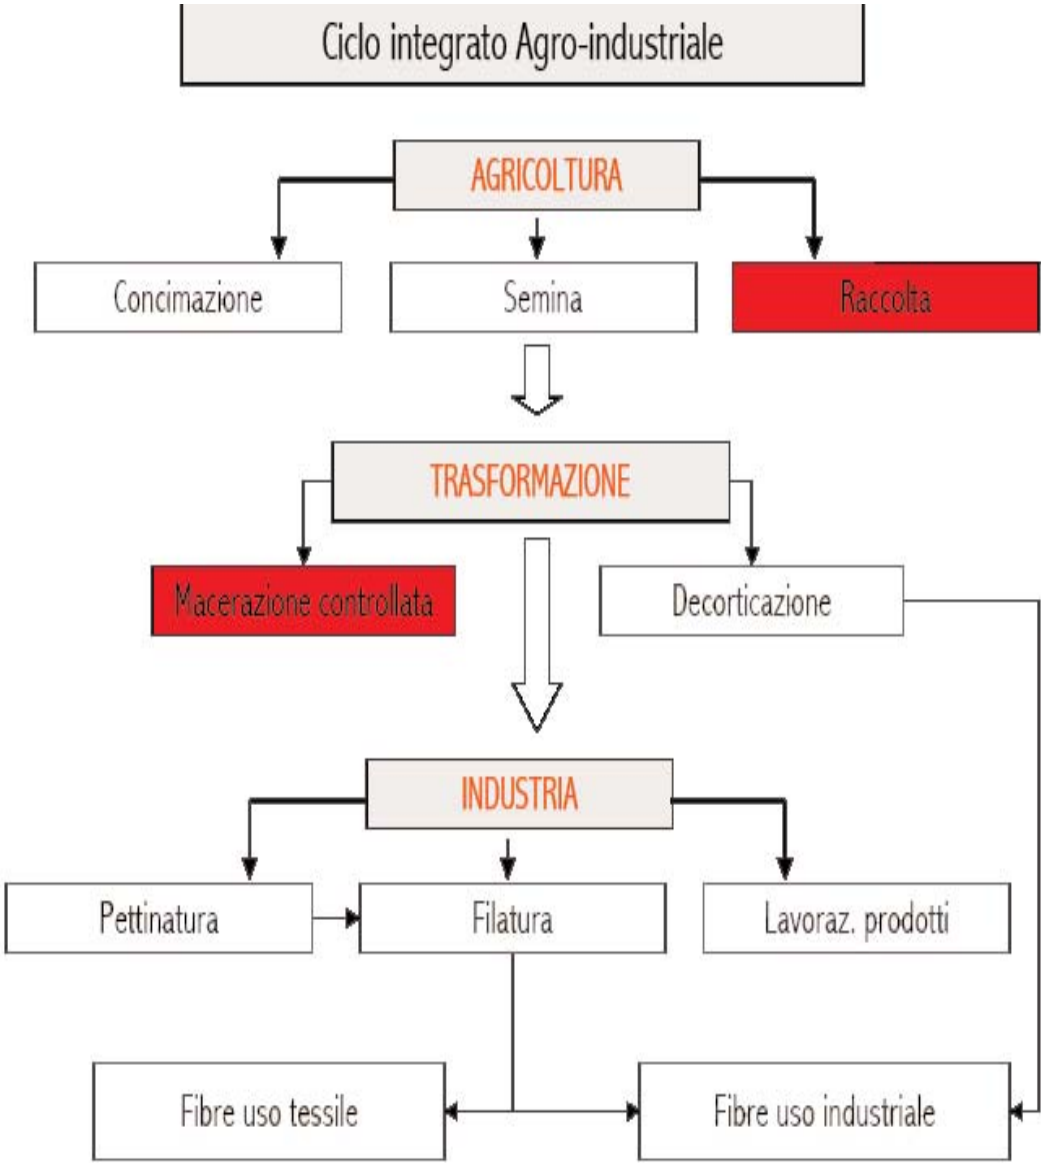 Ciclo integrato Agro-industriale
AGRICOLTURA
Concimazione
Semina
Raccolta
TRASFORMAZIONE
Macerazione controllata
Decorticazione
INDUSTRIA
Pettinatura
Filatura
Lavoraz. prodotti
Fibre uso tessile
Fibre uso industriale